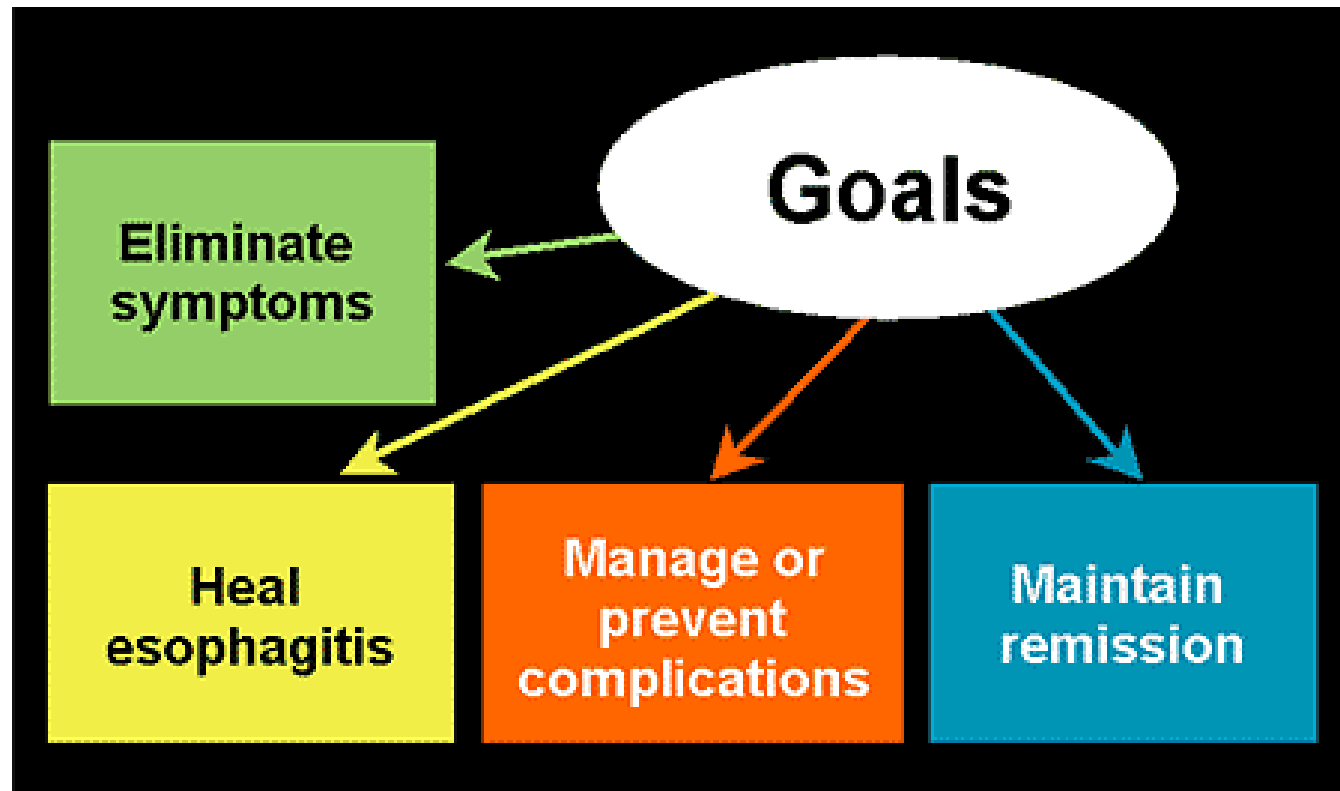 Goals
Eliminate
symptoms
Heal
esophagitis
Manage or
prevent
complications
Maintain
remission